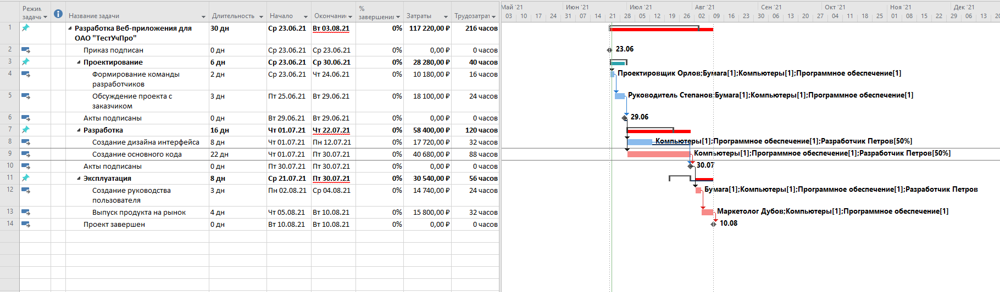 Режим задачи Название задачи Длительность Начало Окончание % завершения Затраты Трудозатрат
Май '21 Июн '21 Июл '21 Авг '21 Сен '21 Окт '21 Ноя '21 Дек '21
03 10 17 24 31 07 14 21 28 05 12 19 26 02 09 16 23 30 06 13 20 27 04 11 18 25 01 08 15 22 29 06 13 20
1 Разработка Веб-приложения для 30 дн Ср 23.06.21 Вт 03.08.21 0% 117 220,00 ₽ 216 часов
ОАО "ТестУчПро"
2 Приказ подписан 0 дн Ср 23.06.21 Ср 23.06.21 0% 0,00 ₽ 0 часов 23.06
3 Проектирование 6 дн Ср 23.06.21 Ср 30.06.21 0% 28 280,00 ₽ 40 часов
4 Формирование команды 2 дн Ср 23.06.21 Чт 24.06.21 0% 10 180,00 ₽ 16 часов Проектировщик Орлов;Бумага[1];Компьютеры[1];Программное обеспечение[1]
разработчиков
5 Обсуждение проекта с 3 дн Пт 25.06.21 Вт 29.06.21 0% 18 100,00 ₽ 24 часов Руководитель Степанов;Бумага[1];Компьютеры[1];Программное обеспечение[1]
заказчиком
6 Акты подписаны 0 дн Вт 29.06.21 Вт 29.06.21 0% 0,00 ₽ 0 часов 29.06
7 Разработка 16 дн Чт 01.07.21 Чт 22.07.21 0% 58 400,00 ₽ 120 часов
8 Создание дизайна интерфейса 8 дн Чт 01.07.21 Пн 12.07.21 0% 17 720,00 ₽ 32 часов Компьютеры[1];Программное обеспечение[1];Разработчик Петров[50%]
9 Создание основного кода 22 дн Чт 01.07.21 Пт 30.07.21 0% 40 680,00 ₽ 88 часов Компьютеры[1];Программное обеспечение[1];Разработчик Петров[50%]
10 Акты подписаны 0 дн Пт 30.07.21 Пт 30.07.21 0% 0,00 ₽ 0 часов 30.07
11 Эксплуатация 8 дн Ср 21.07.21 Пт 30.07.21 0% 30 540,00 ₽ 56 часов
12 Создание руководства 3 дн Пн 02.08.21 Ср 04.08.21 0% 14 740,00 ₽ 24 часов Бумага[1];Компьютеры[1];Программное обеспечение[1];Разработчик Петров
пользователя
13 Выпуск продукта на рынок 4 дн Чт 05.08.21 Вт 10.08.21 0% 15 800,00 ₽ 32 часов Маркетолог Дубов;Компьютеры[1];Программное обеспечение[1]
14 Проект завершен 0 дн Вт 10.08.21 Вт 10.08.21 0% 0,00 ₽ 0 часов 10.08